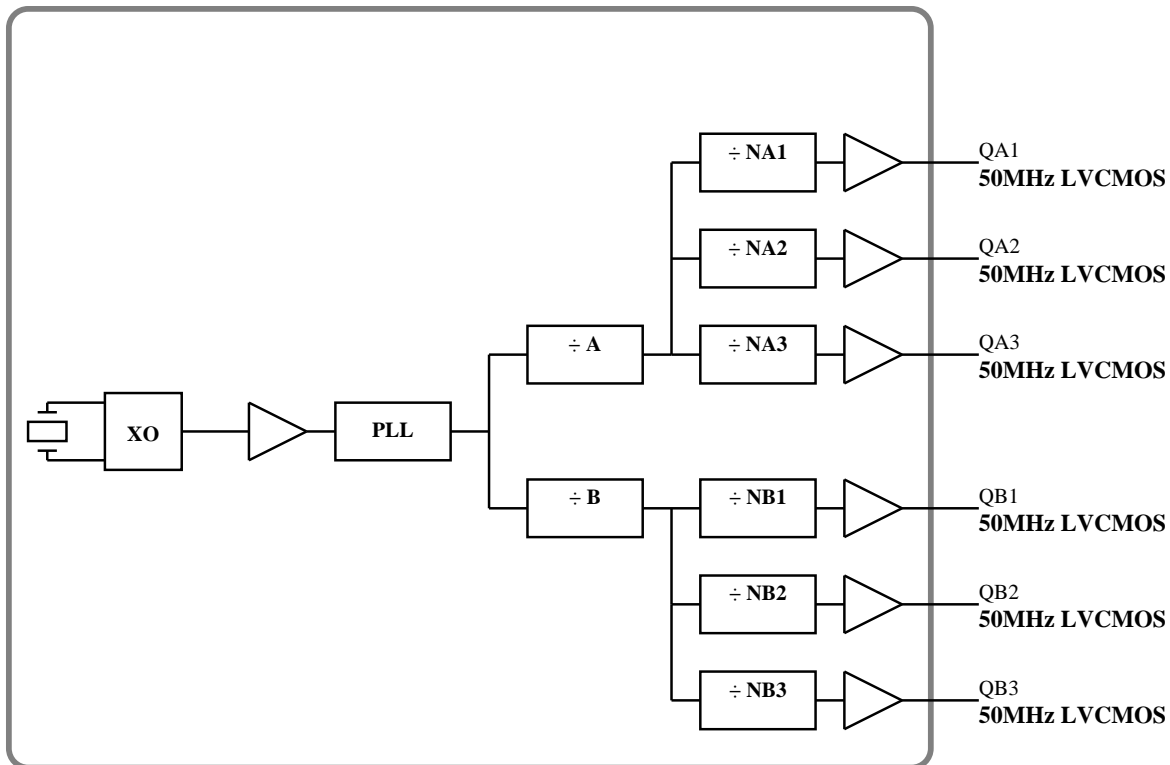 ÷ NA1
QA1
50MHz LVCMOS
÷ NA2
QA2
50MHz LVCMOS
÷ A
÷ NA3
QA3
50MHz LVCMOS
XO
PLL
÷ B
÷ NB1
QB1
50MHz LVCMOS
÷ NB2
QB2
50MHz LVCMOS
÷ NB3
QB3
50MHz LVCMOS